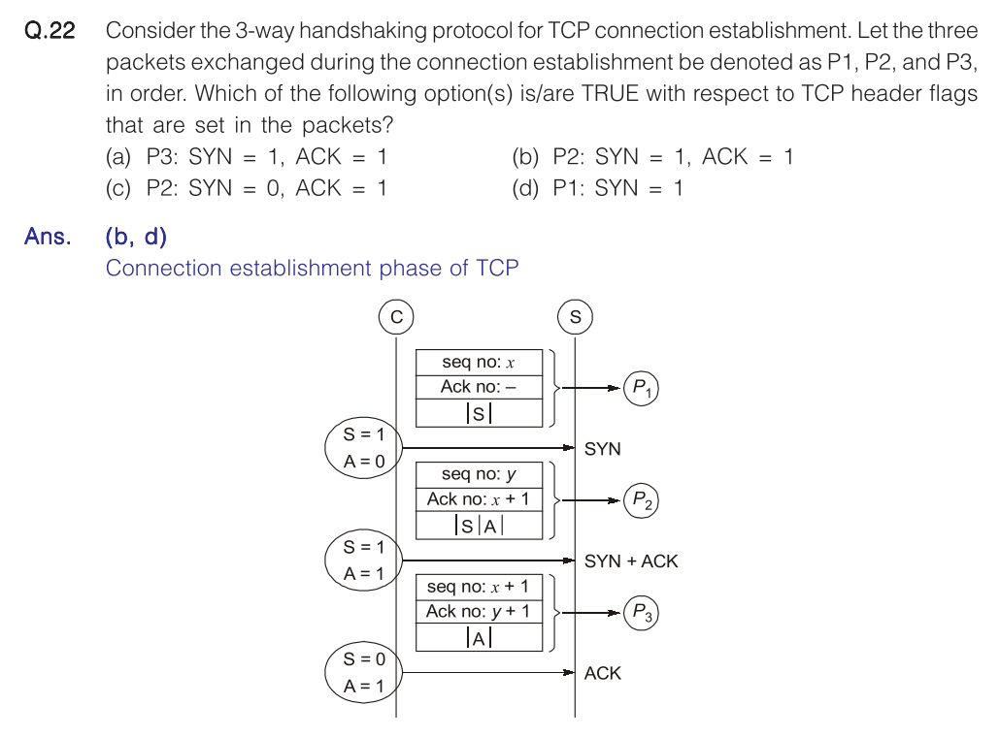 Q.22 Consider the 3-way handshaking protocol for TCP connection establishment. Let the three
packets exchanged during the connection establishment be denoted as P1, P2, and P3,
in order. Which of the following option(s) is/are TRUE with respect to TCP header flags
that are set in the packets?
(a) P3: SYN = 1, ACK = 1 (b) P2: SYN = 1, ACK = 1
(c) P2: SYN = 0, ACK = 1 (d) P1: SYN = 1
Ans. (b, d)
Connection establishment phase of TCP
C S
seq no: x
Ack no: – P1
|S|
S = 1
A = 0 SYN
seq no: y
Ack no: x + 1 P2
|S|A|
S = 1
A = 1 SYN + ACK
seq no: x + 1
Ack no: y + 1 P3
|A|
S = 0
A = 1 ACK